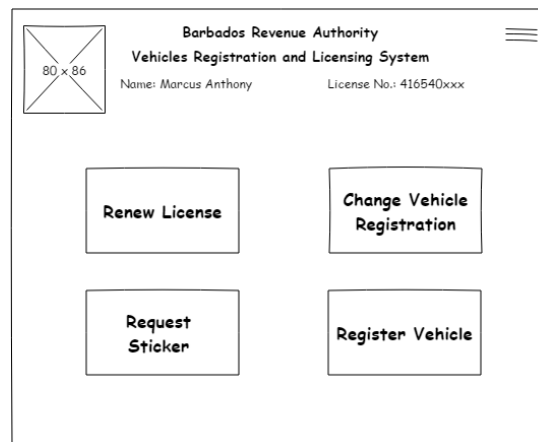 Barbados Revenue Authority
Vehicles Registration and Licensing System
80 x 86
Name: Marcus Anthony License No.: 416540xxx
Renew License
Change Vehicle
Registration
Request
Sticker
Register Vehicle